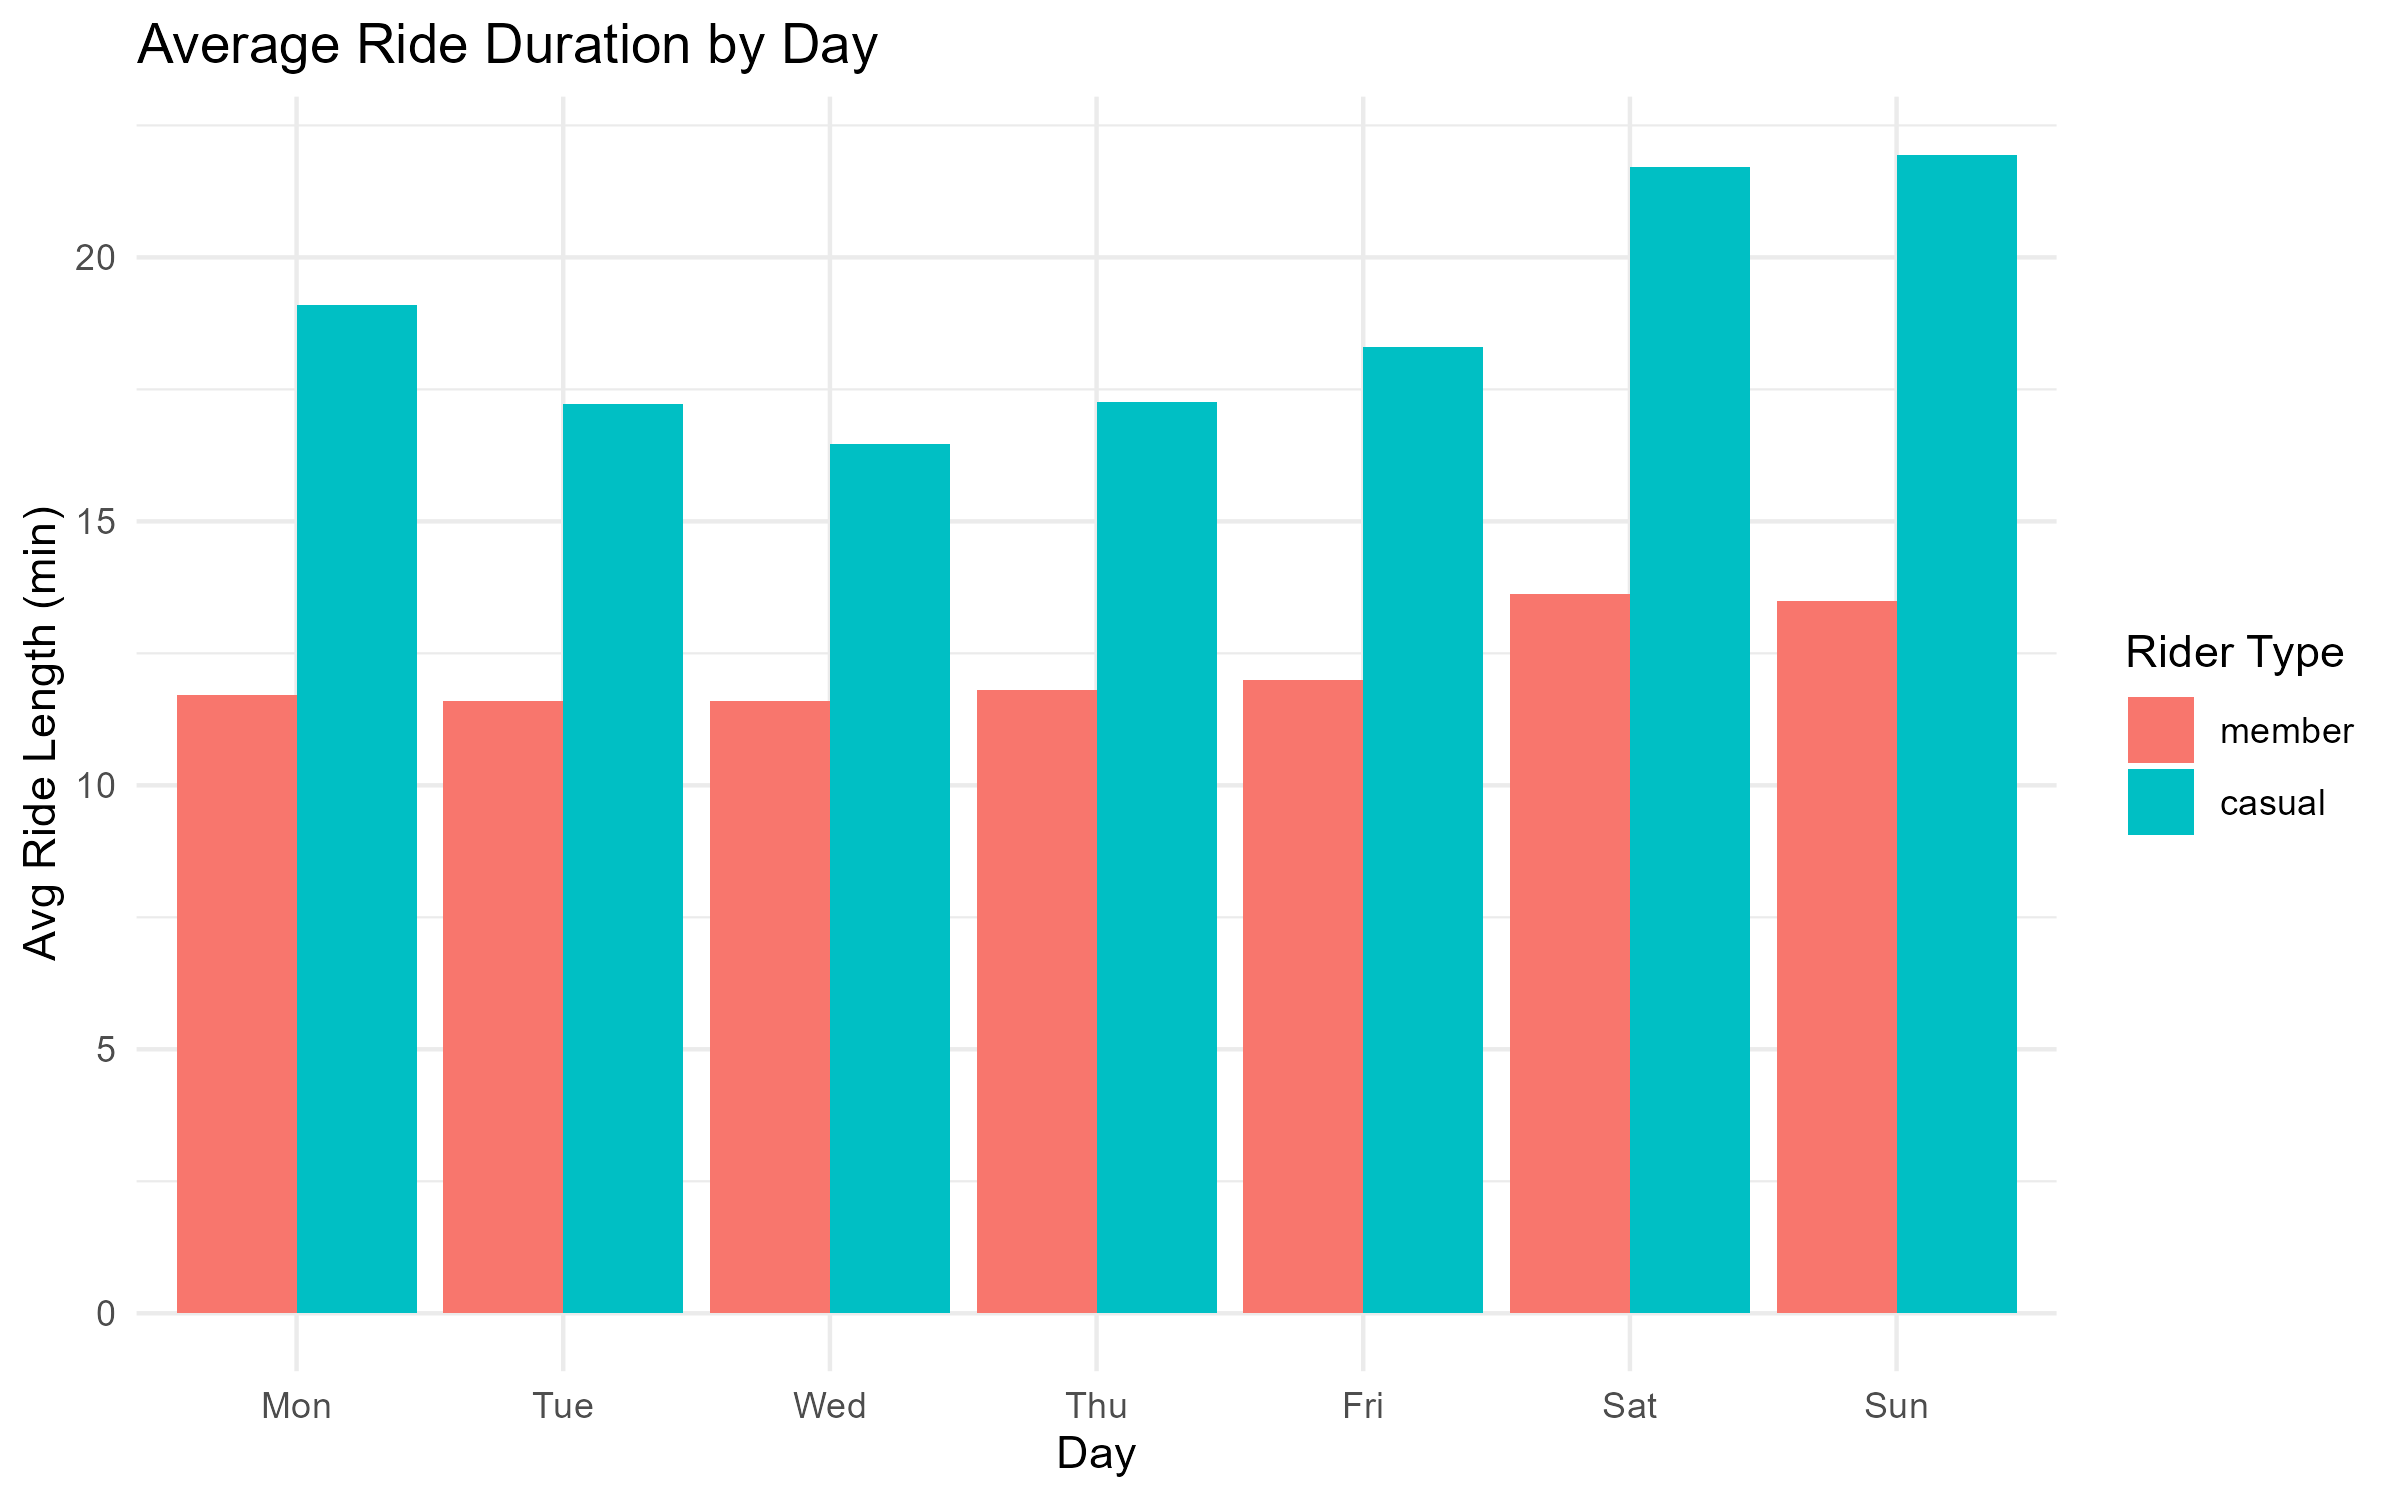 Average Ride Duration by Day
Avg Ride Length (min)
20
15
10
5
0
Mon Tue Wed Thu Fri Sat Sun
Day
Rider Type
member
casual